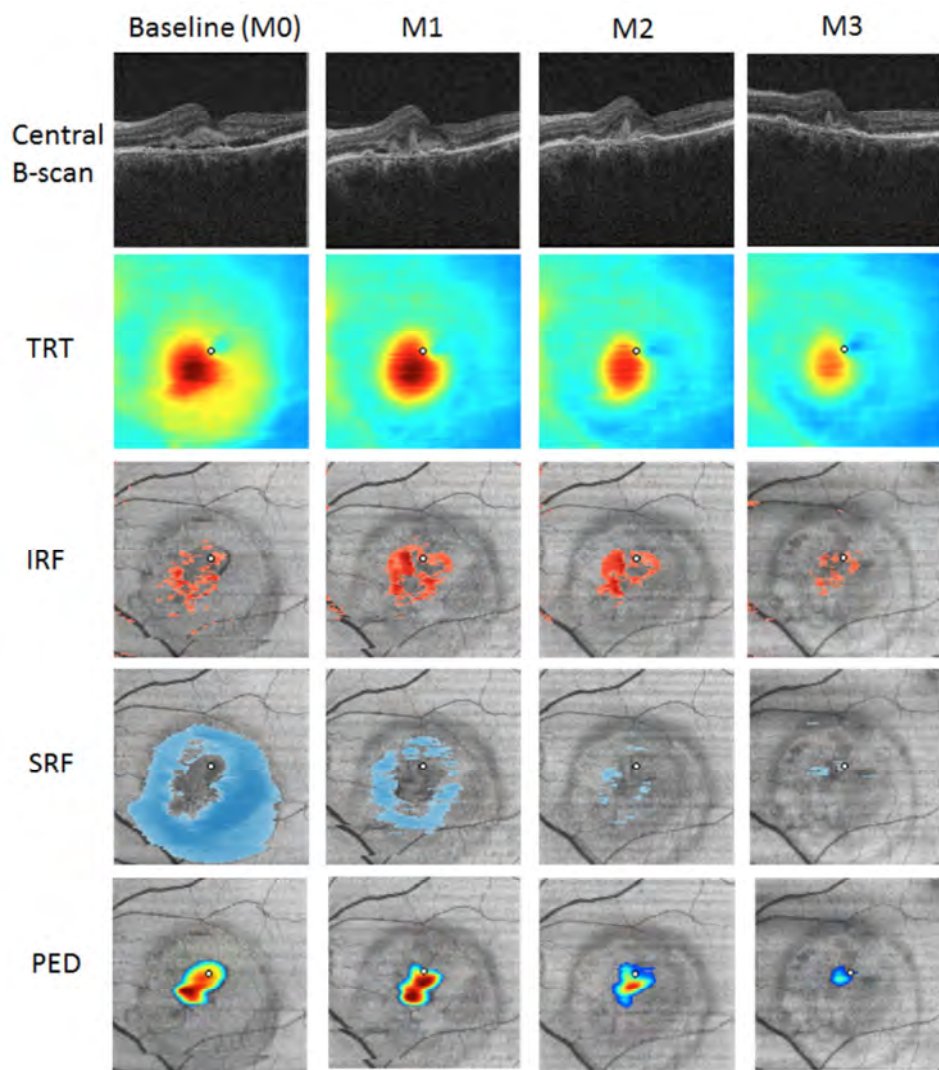 Baseline (M0) M1 M2 M3
Central
B-scan
TRT
IRF
SRF
PED